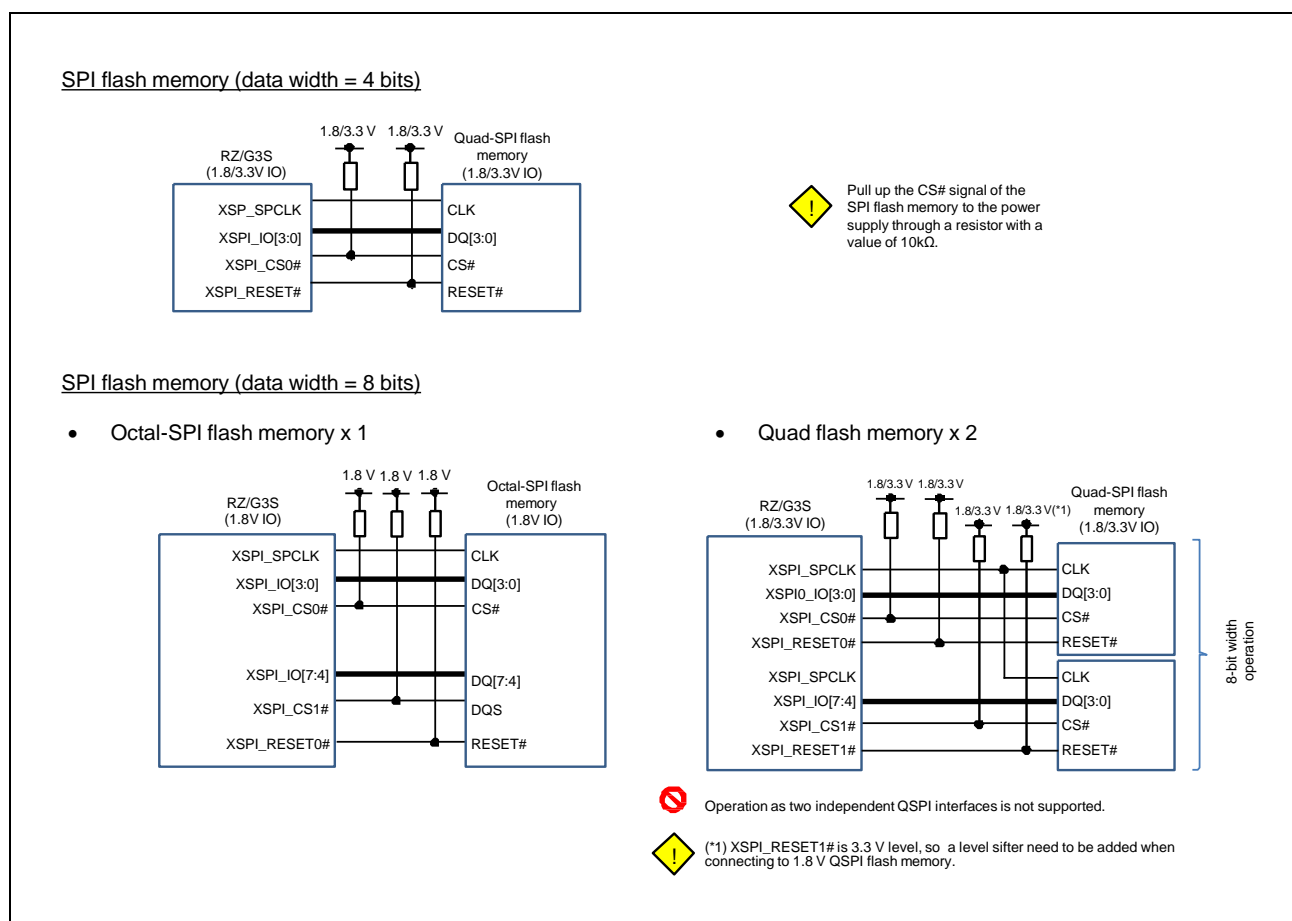 SPI flash memory (data width = 4 bits)
1.8/3.3 V 1.8/3.3 V
Quad-SPI flash
memory
(1.8/3.3V IO)
RZ/G3S
(1.8/3.3V IO)
XSP_SPCLK
XSPI_IO[3:0]
XSPI_CS0#
XSPI_RESET#
CLK
DQ[3:0]
CS#
RESET#
!
Pull up the CS# signal of the
SPI flash memory to the power
supply through a resistor with a
value of 10kΩ.
SPI flash memory (data width = 8 bits)
• Octal-SPI flash memory x 1
1.8 V 1.8 V 1.8 V
RZ/G3S
(1.8V IO)
Octal-SPI flash
memory
(1.8V IO)
XSPI_SPCLK
XSPI_IO[3:0]
XSPI_CS0#
XSPI_IO[7:4]
XSPI_CS1#
XSPI_RESET0#
CLK
DQ[3:0]
CS#
DQ[7:4]
DQS
RESET#
• Quad flash memory x 2
1.8/3.3 V 1.8/3.3 V
1.8/3.3 V 1.8/3.3 V(*1)
RZ/G3S
(1.8/3.3V IO)
Quad-SPI flash
memory
(1.8/3.3V IO)
XSPI_SPCLK
XSPI0_IO[3:0]
XSPI_CS0#
XSPI_RESET0#
XSPI_SPCLK
XSPI_IO[7:4]
XSPI_CS1#
XSPI_RESET1#
CLK
DQ[3:0]
CS#
RESET#
CLK
DQ[3:0]
CS#
RESET#
8-bit width
operation
Operation as two independent QSPI interfaces is not supported.
!
(*1) XSPI_RESET1# is 3.3 V level, so a level sifter need to be added when
connecting to 1.8 V QSPI flash memory.